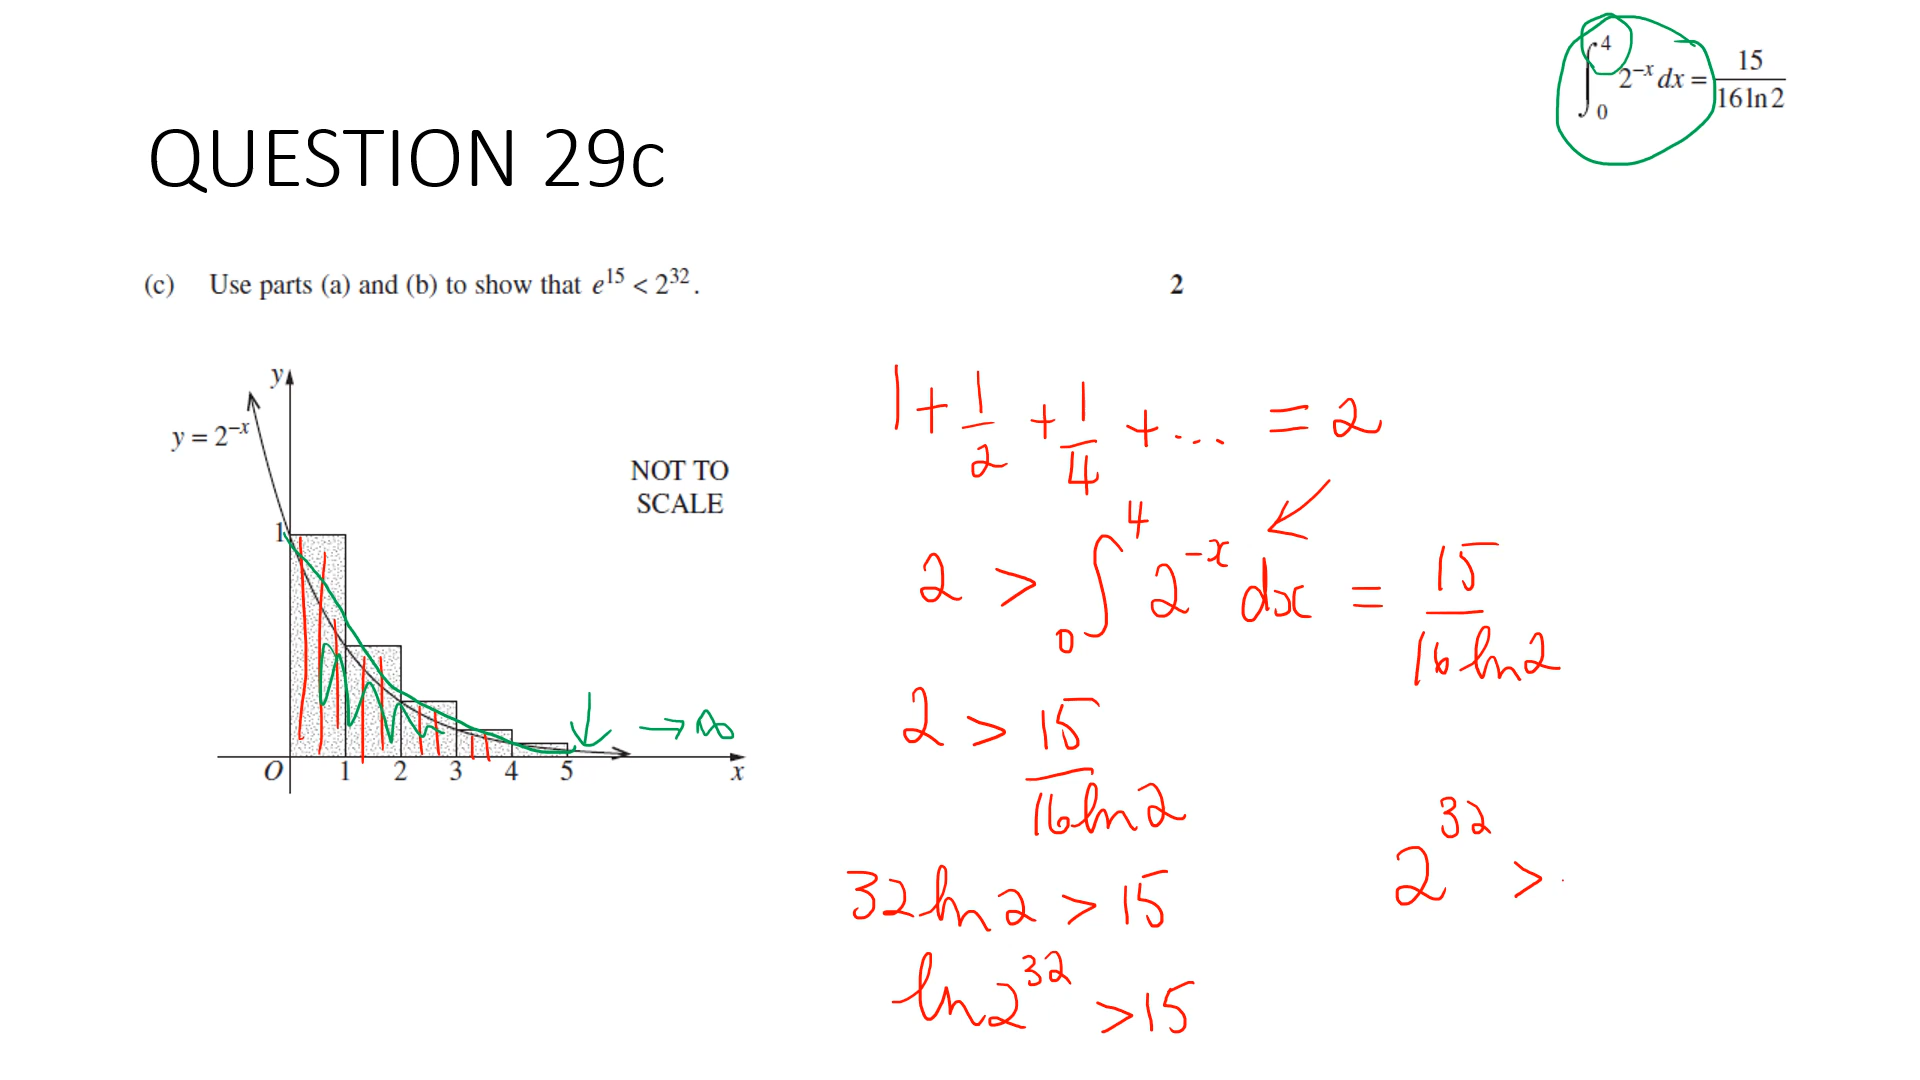 ∫₀⁴ 2⁻ˣ dx = 15/(16 ln 2)
QUESTION 29c
(c) Use parts (a) and (b) to show that e¹⁵ < 2³². 2
y
y = 2⁻ˣ
NOT TO
SCALE
1
→ ∞
O 1 2 3 4 5 x
1 + 1/2 + 1/4 + ... = 2
2 > ∫₀⁴ 2⁻ˣ dx = 15/(16 ln 2)
2 > 15/(16 ln 2)
32 ln 2 > 15
ln 2³² > 15
2³² >